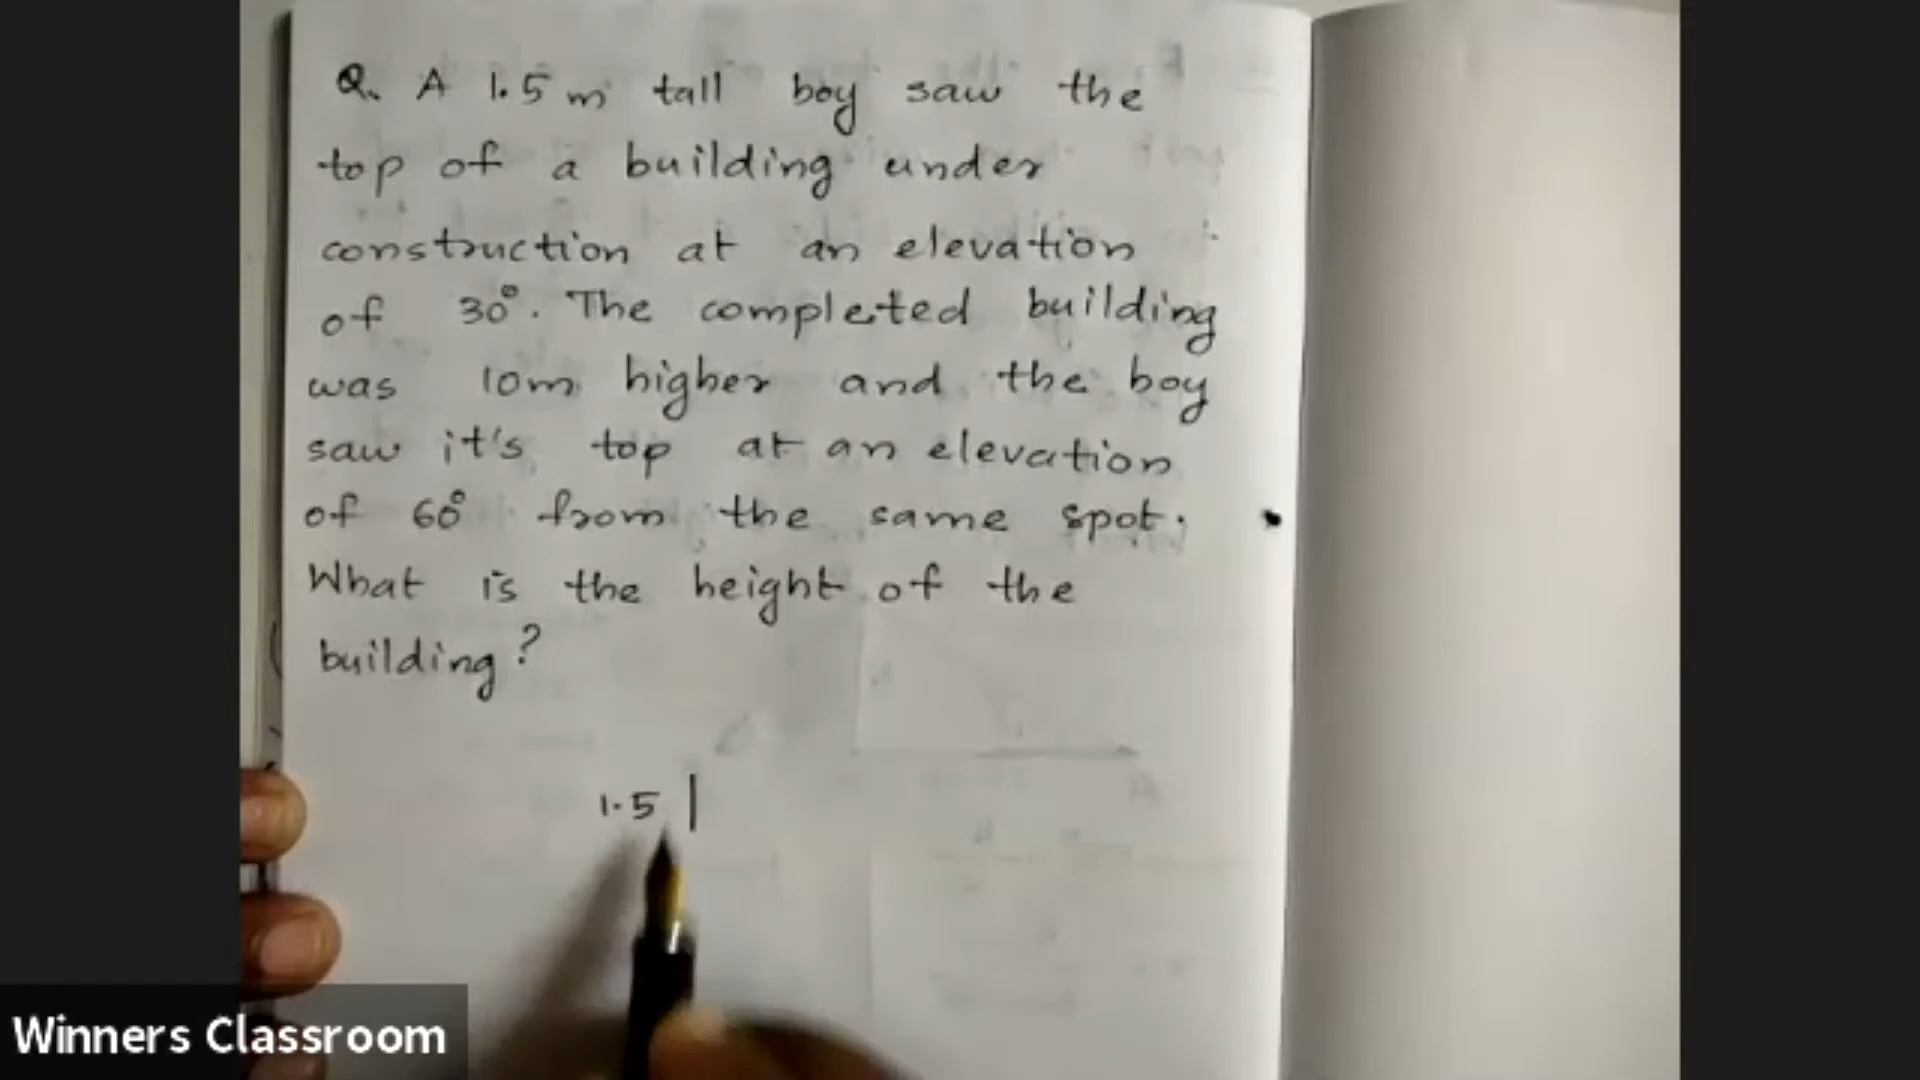 Q. A 1.5 m tall boy saw the
top of a building under
construction at an elevation
of 30°. The completed building
was 10m higher and the boy
saw it's top at an elevation
of 60° from the same spot.
What is the height of the
building?
1.5
Winners Classroom